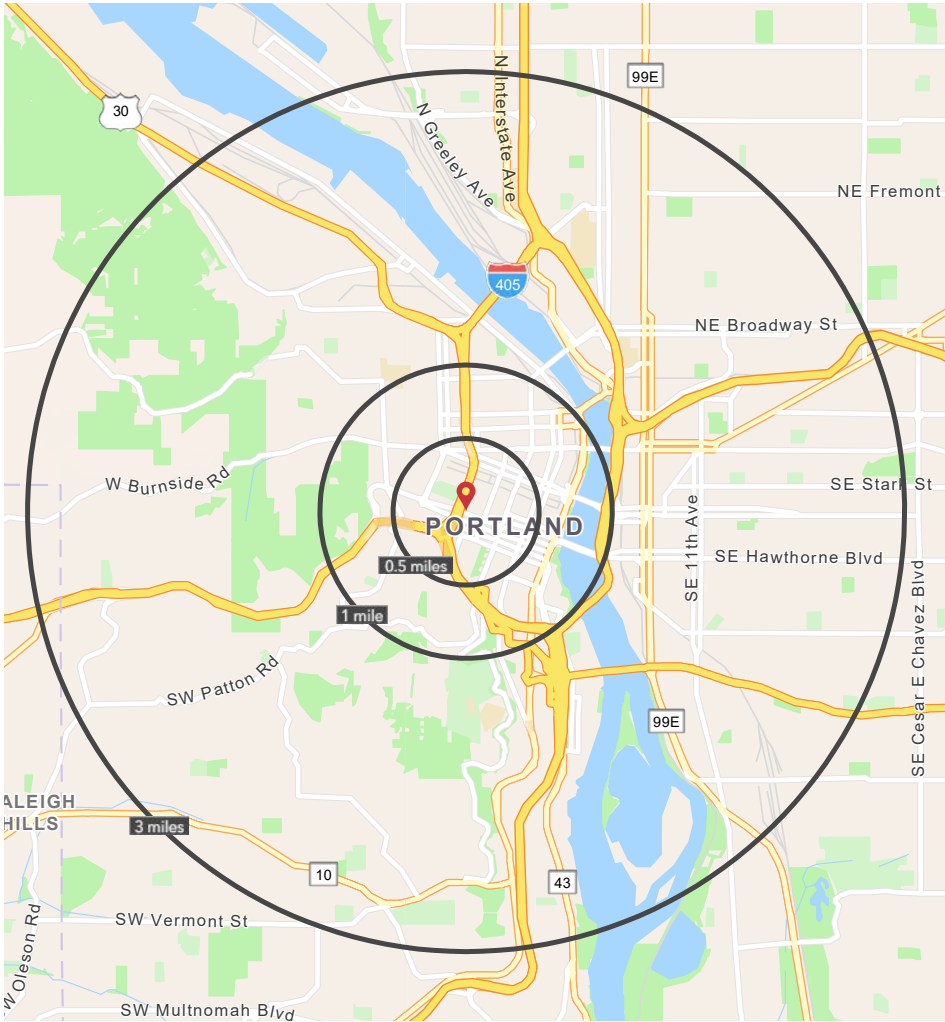 99E
30
N Interstate Ave
N Greeley Ave
NE Fremont
405
NE Broadway St
W Burnside Rd
SE Stark St
PORTLAND
SE 11th Ave
0.5 miles
SE Hawthorne Blvd
1 mile
SE Cesar E Chavez Blvd
SW Patton Rd
99E
ALEIGH
HILLS
3 miles
10
43
SW Vermont St
W Oleson Rd
SW Multnomah Blvd